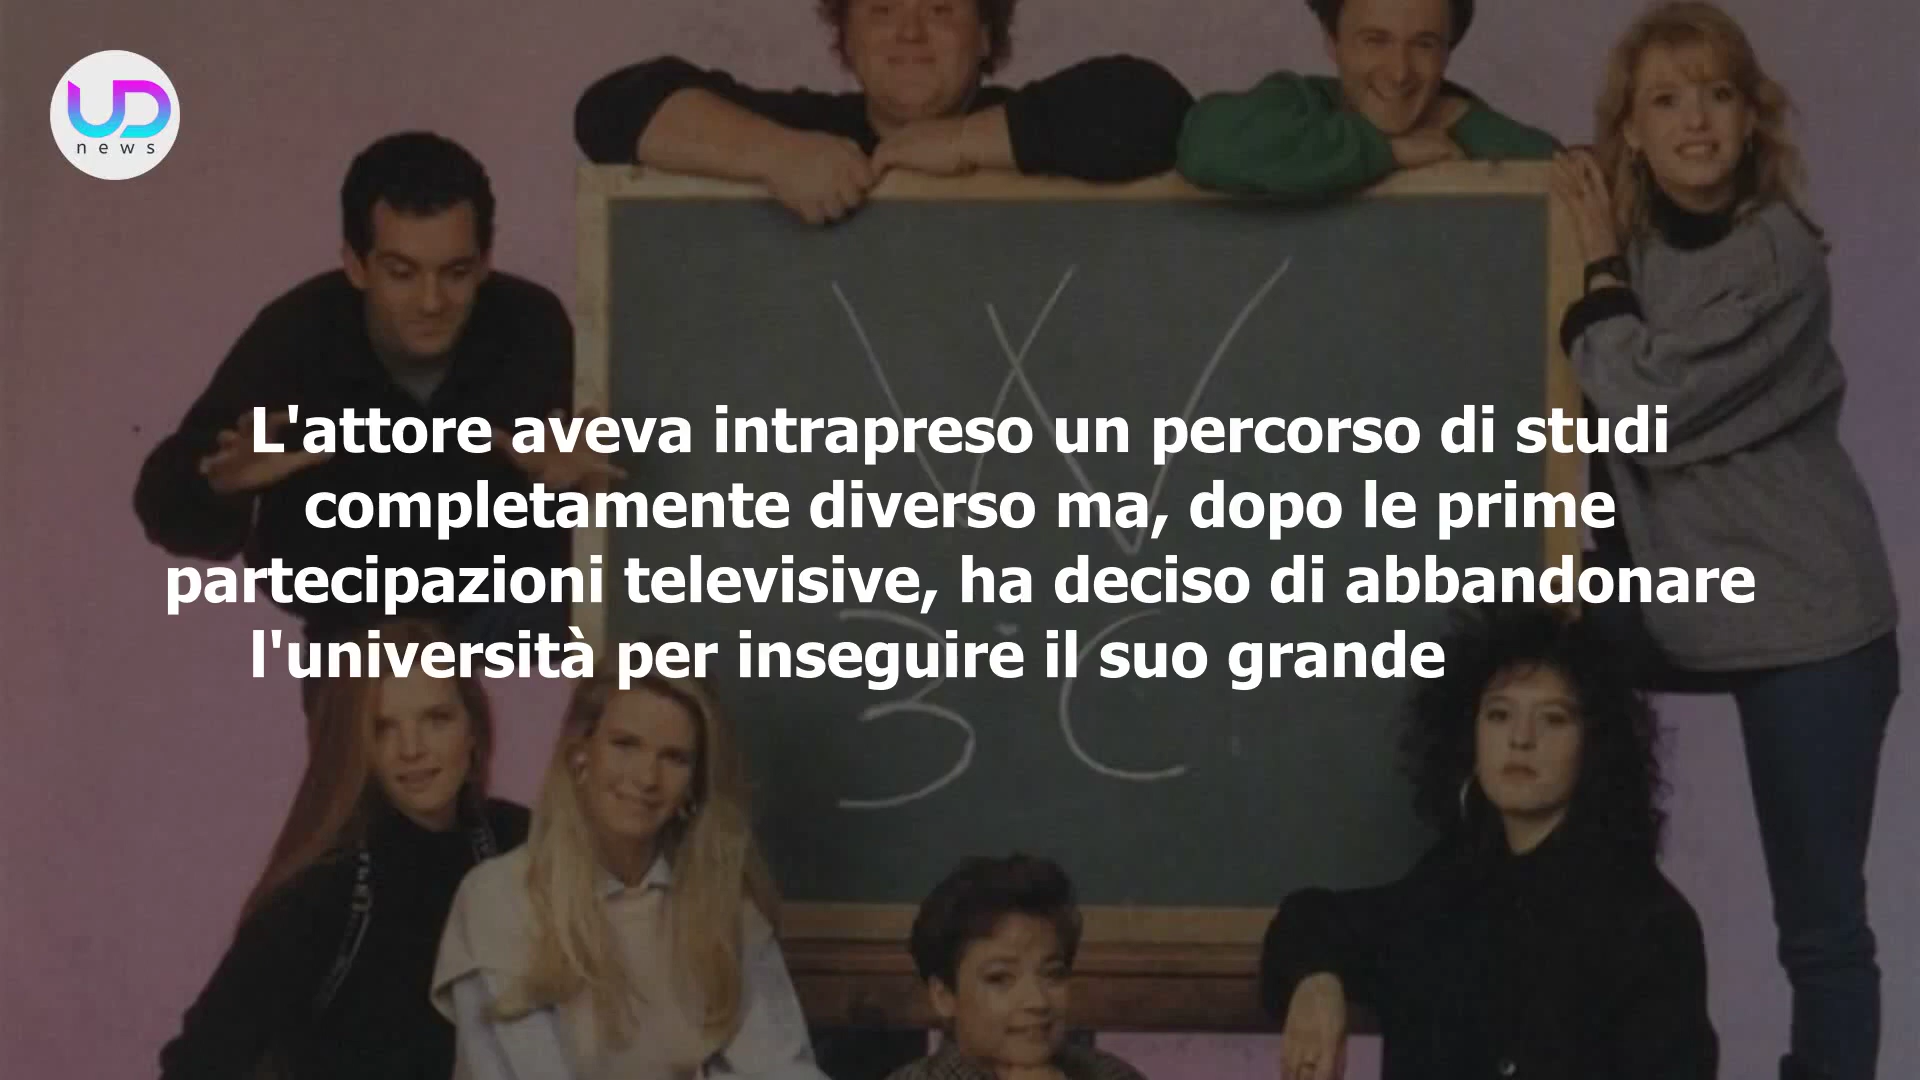 UD
news
W V
3°C
L'attore aveva intrapreso un percorso di studi
completamente diverso ma, dopo le prime
partecipazioni televisive, ha deciso di abbandonare
l'università per inseguire il suo grande